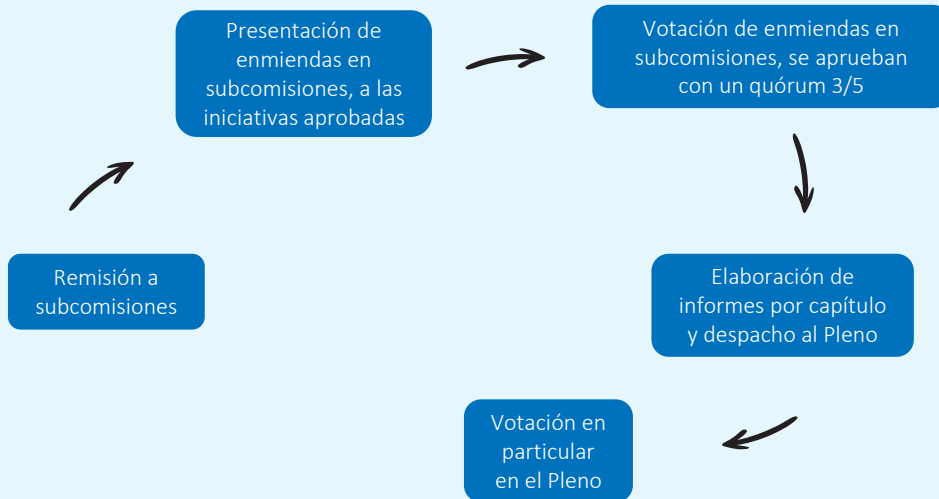 Remisión a
subcomisiones
Presentación de
enmiendas en
subcomisiones, a las
iniciativas aprobadas
Votación de enmiendas en
subcomisiones, se aprueban
con un quórum 3/5
Elaboración de
informes por capítulo
y despacho al Pleno
Votación en
particular
en el Pleno